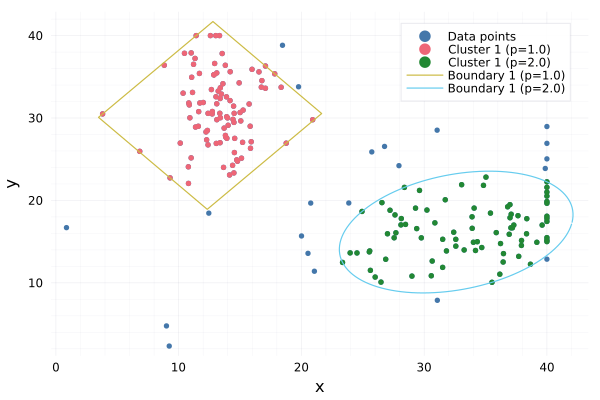 Data points
Cluster 1 (p=1.0)
Cluster 1 (p=2.0)
Boundary 1 (p=1.0)
Boundary 1 (p=2.0)
40
30
20
10
y
0 10 20 30 40
x